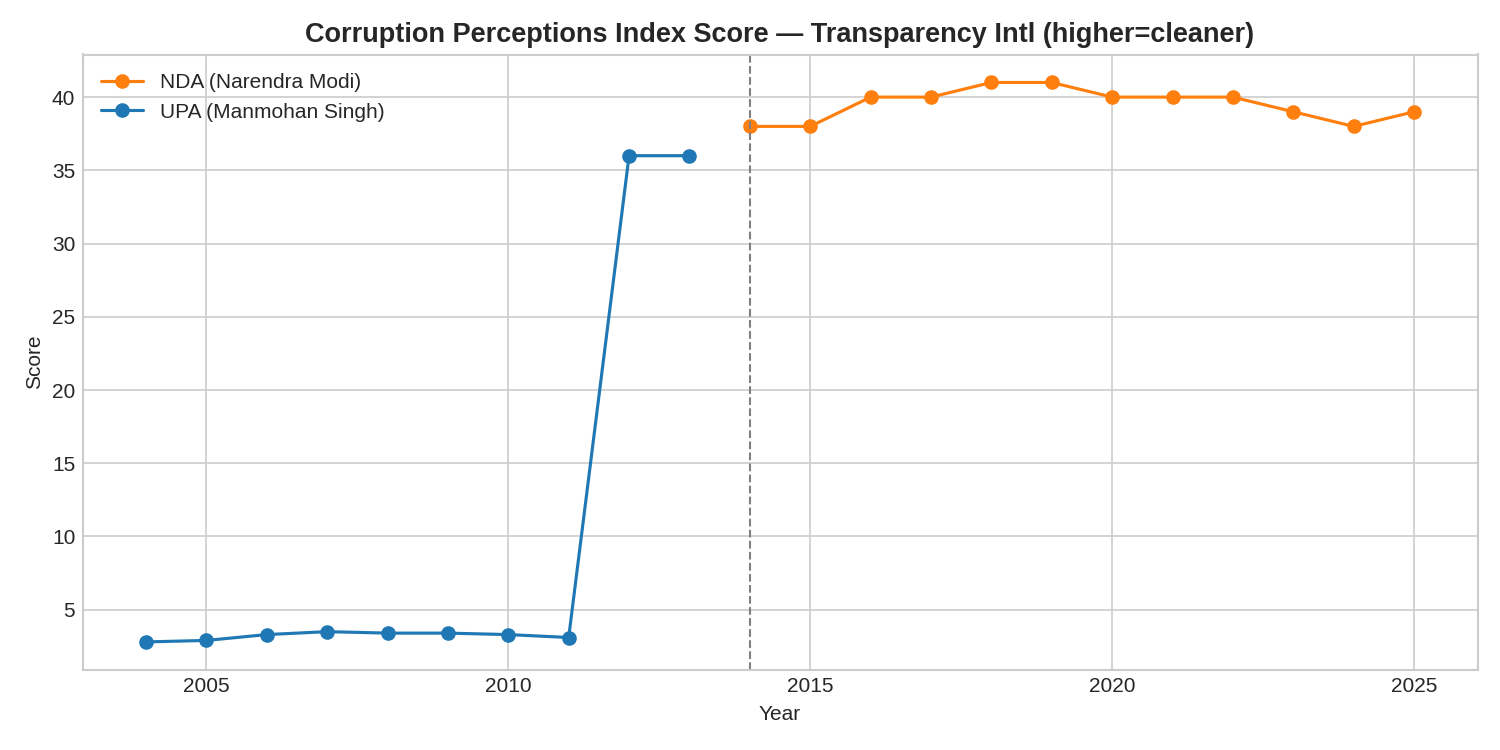 Corruption Perceptions Index Score — Transparency Intl (higher=cleaner)
NDA (Narendra Modi)
UPA (Manmohan Singh)
40
35
30
25
20
15
10
5
Score
2005 2010 2015 2020 2025
Year